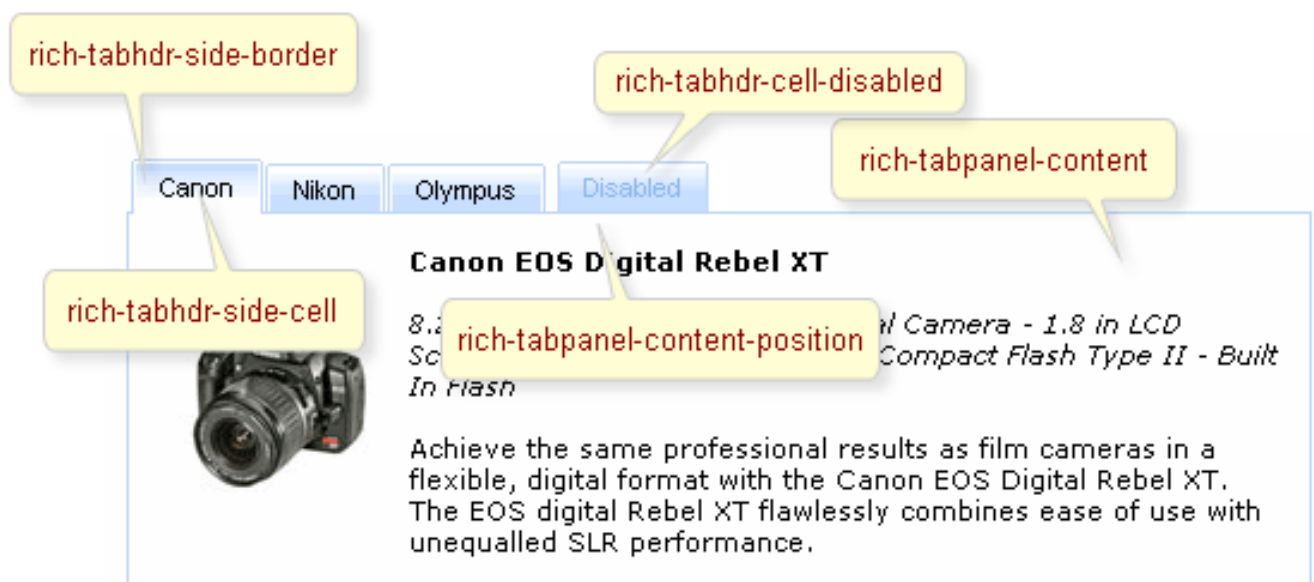 rich-tabhdr-side-border
rich-tabhdr-cell-disabled
rich-tabpanel-content
Canon Nikon Olympus Disabled
Canon EOS Digital Rebel XT
rich-tabhdr-side-cell
rich-tabpanel-content-position
Camera - 1.8 in LCD
Compact Flash Type II - Built
In Flash
Achieve the same professional results as film cameras in a
flexible, digital format with the Canon EOS Digital Rebel XT.
The EOS digital Rebel XT flawlessly combines ease of use with
unequalled SLR performance.